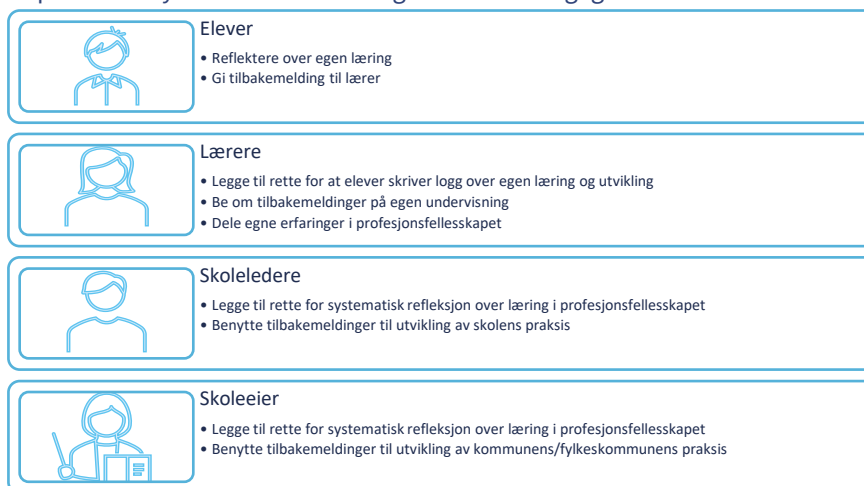 Elever
• Reflektere over egen læring
• Gi tilbakemelding til lærer
Lærere
• Legge til rette for at elever skriver logg over egen læring og utvikling
• Be om tilbakemeldinger på egen undervisning
• Dele egne erfaringer i profesjonsfellesskapet
Skoleledere
• Legge til rette for systematisk refleksjon over læring i profesjonsfellesskapet
• Benytte tilbakemeldinger til utvikling av skolens praksis
Skoleeier
• Legge til rette for systematisk refleksjon over læring i profesjonsfellesskapet
• Benytte tilbakemeldinger til utvikling av kommunens/fylkeskommunens praksis